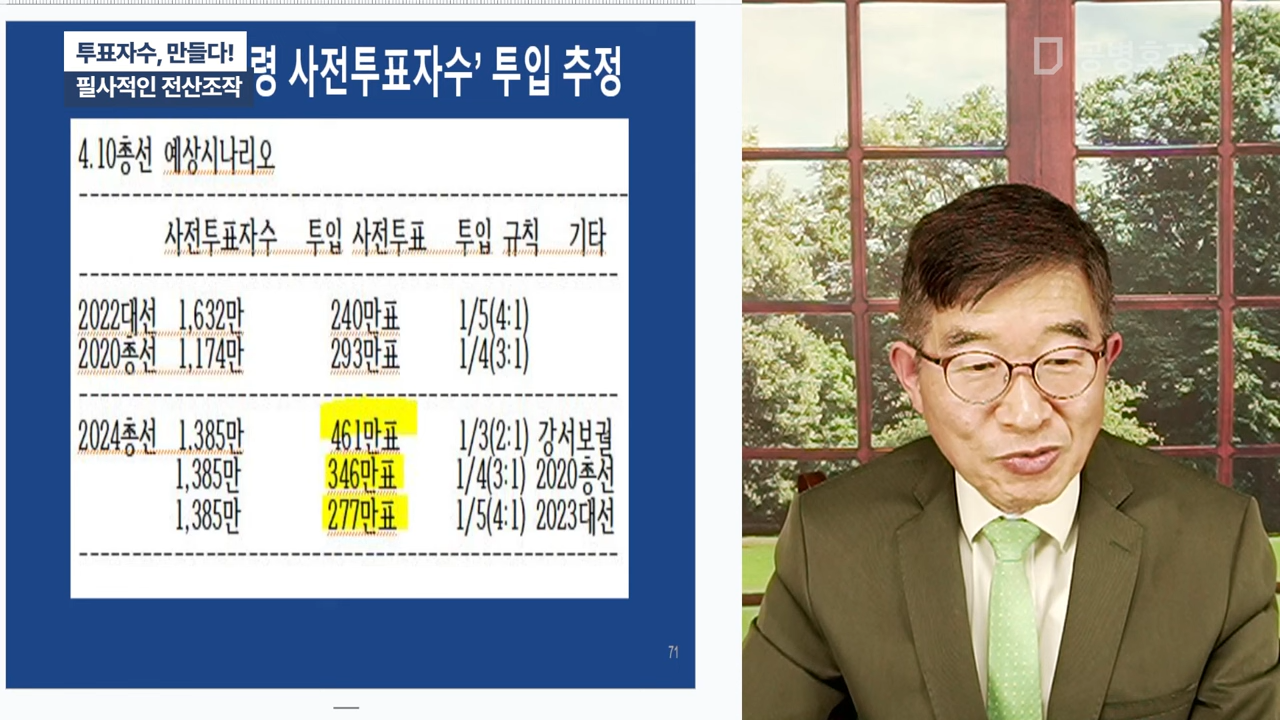 투표자수, 만들다!
필사적인 전산조작
령 사전투표자수' 투입 추정
공병호TV
4.10총선 예상시나리오
사전투표자수 투입 사전투표 투입 규칙 기타
2022대선 1,632만 240만표 1/5(4:1)
2020총선 1,174만 293만표 1/4(3:1)
2024총선 1.385만 461만표 1/3(2:1) 강서보궐
1,385만 346만표 1/4(3:1) 2020총선
1,385만 277만표 1/5(4:1) 2023대선
71